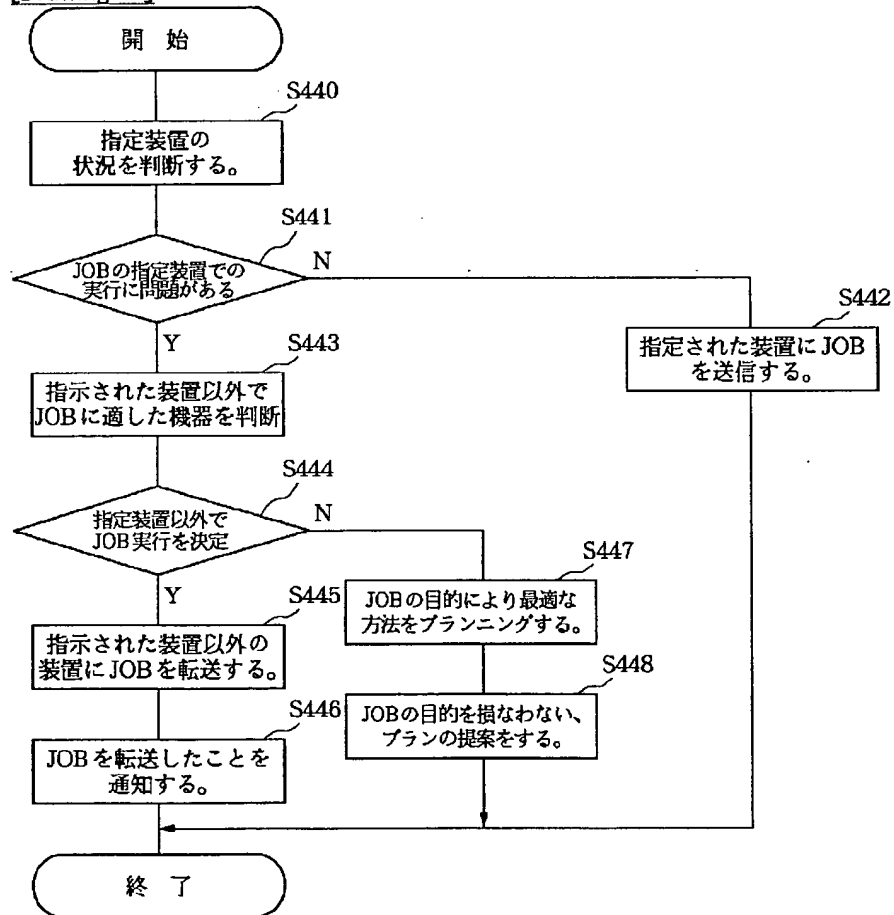 開 始
S440
指定装置の
状況を判断する。
S441
JOBの指定装置での
実行に問題がある
N
Y
S442
指定された装置にJOB
を送信する。
S443
指示された装置以外で
JOBに適した機器を判断
S444
指定装置以外で
JOB実行を決定
N
Y
S445
指示された装置以外の
装置にJOBを転送する。
S446
JOBを転送したことを
通知する。
S447
JOBの目的により最適な
方法をプランニングする。
S448
JOBの目的を損なわない、
プランの提案をする。
終 了